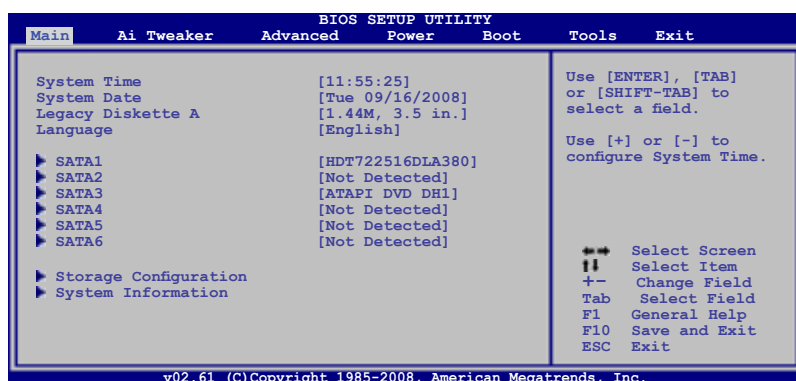 BIOS SETUP UTILITY
Main Ai Tweaker Advanced Power Boot Tools Exit
System Time [11:55:25]
System Date [Tue 09/16/2008]
Legacy Diskette A [1.44M, 3.5 in.]
Language [English]
SATA1 [HDT722516DLA380]
SATA2 [Not Detected]
SATA3 [ATAPI DVD DH1]
SATA4 [Not Detected]
SATA5 [Not Detected]
SATA6 [Not Detected]
Storage Configuration
System Information
Use [ENTER], [TAB]
or [SHIFT-TAB] to
select a field.
Use [+] or [-] to
configure System Time.
Select Screen
Select Item
+- Change Field
Tab Select Field
F1 General Help
F10 Save and Exit
ESC Exit
v02.61 (C)Copyright 1985-2008, American Megatrends, Inc.